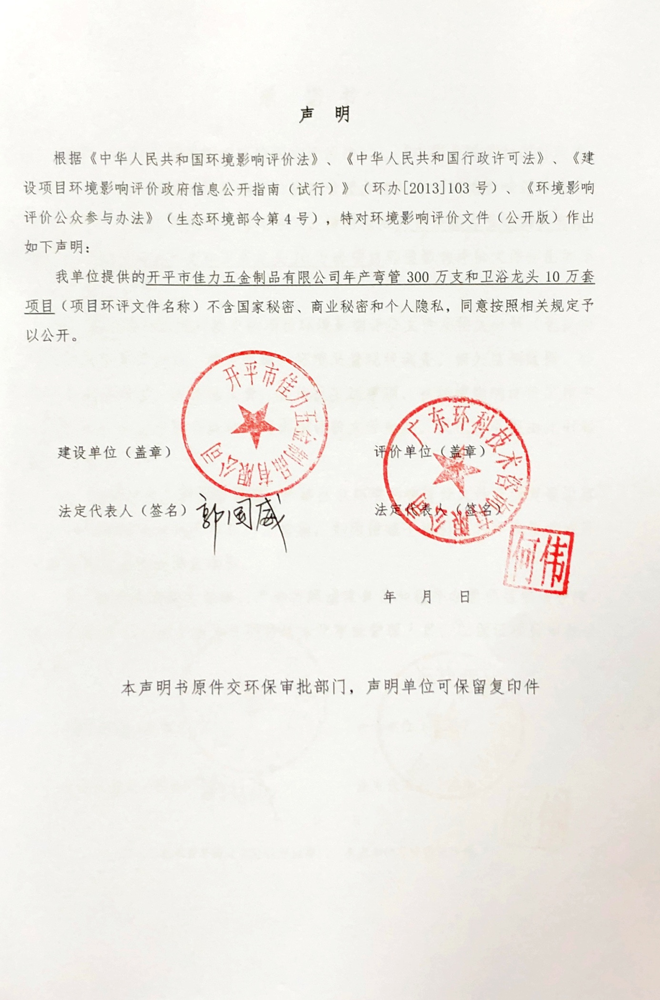 声 明
根据《中华人民共和国环境影响评价法》、《中华人民共和国行政许可法》、《建
设项目环境影响评价政府信息公开指南（试行）》（环办[2013]103 号）、《环境影响
评价公众参与办法》（生态环境部令第 4 号），特对环境影响评价文件（公开版）作出
如下声明：
我单位提供的开平市佳力五金制品有限公司年产弯管 300 万支和卫浴龙头 10 万套
项目（项目环评文件名称）不含国家秘密、商业秘密和个人隐私，同意按照相关规定予
以公开。
开平市佳力五金制品有限公司
广东环科技术咨询有限公司
建设单位（盖章）
评价单位（盖章）
法定代表人（签名）郭国威
法定代表人（签名）
何伟
年 月 日
本声明书原件交环保审批部门，声明单位可保留复印件